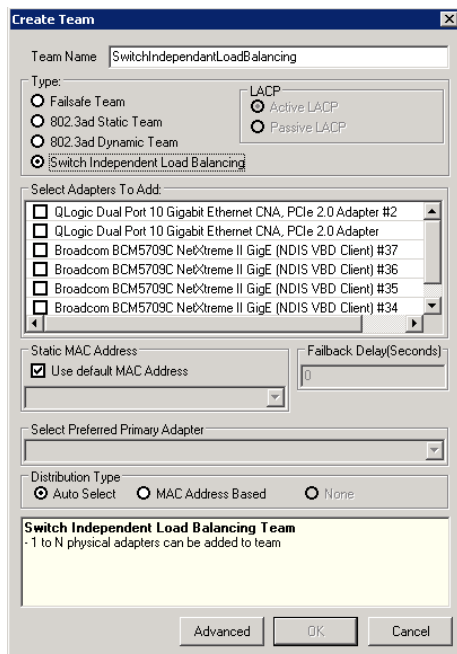 Create Team
Team Name SwitchIndependantLoadBalancing
Type:
Failsafe Team
802.3ad Static Team
802.3ad Dynamic Team
Switch Independent Load Balancing
LACP
Active LACP
Passive LACP
Select Adapters To Add:
QLogic Dual Port 10 Gigabit Ethernet CNA, PCIe 2.0 Adapter #2
QLogic Dual Port 10 Gigabit Ethernet CNA, PCIe 2.0 Adapter
Broadcom BCM5709C NetXtreme II GigE (NDIS VBD Client) #37
Broadcom BCM5709C NetXtreme II GigE (NDIS VBD Client) #36
Broadcom BCM5709C NetXtreme II GigE (NDIS VBD Client) #35
Broadcom BCM5709C NetXtreme II GigE (NDIS VBD Client) #34
Static MAC Address
Use default MAC Address
Failback Delay(Seconds)
0
Select Preferred Primary Adapter
Distribution Type
Auto Select MAC Address Based None
Switch Independent Load Balancing Team
- 1 to N physical adapters can be added to team
Advanced OK Cancel